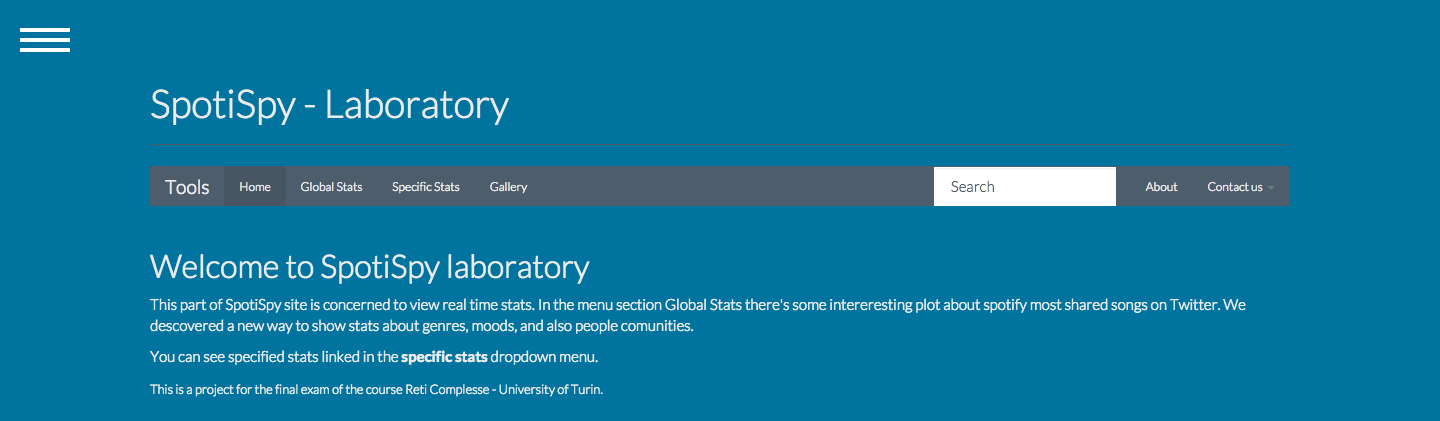 SpotiSpy - Laboratory
Tools Home Global Stats Specific Stats Gallery Search About Contact us
Welcome to SpotiSpy laboratory
This part of SpotiSpy site is concerned to view real time stats. In the menu section Global Stats there's some intereresting plot about spotify most shared songs on Twitter. We
descovered a new way to show stats about genres, moods, and also people comunities.
You can see specified stats linked in the specific stats dropdown menu.
This is a project for the final exam of the course Reti Complesse - University of Turin.